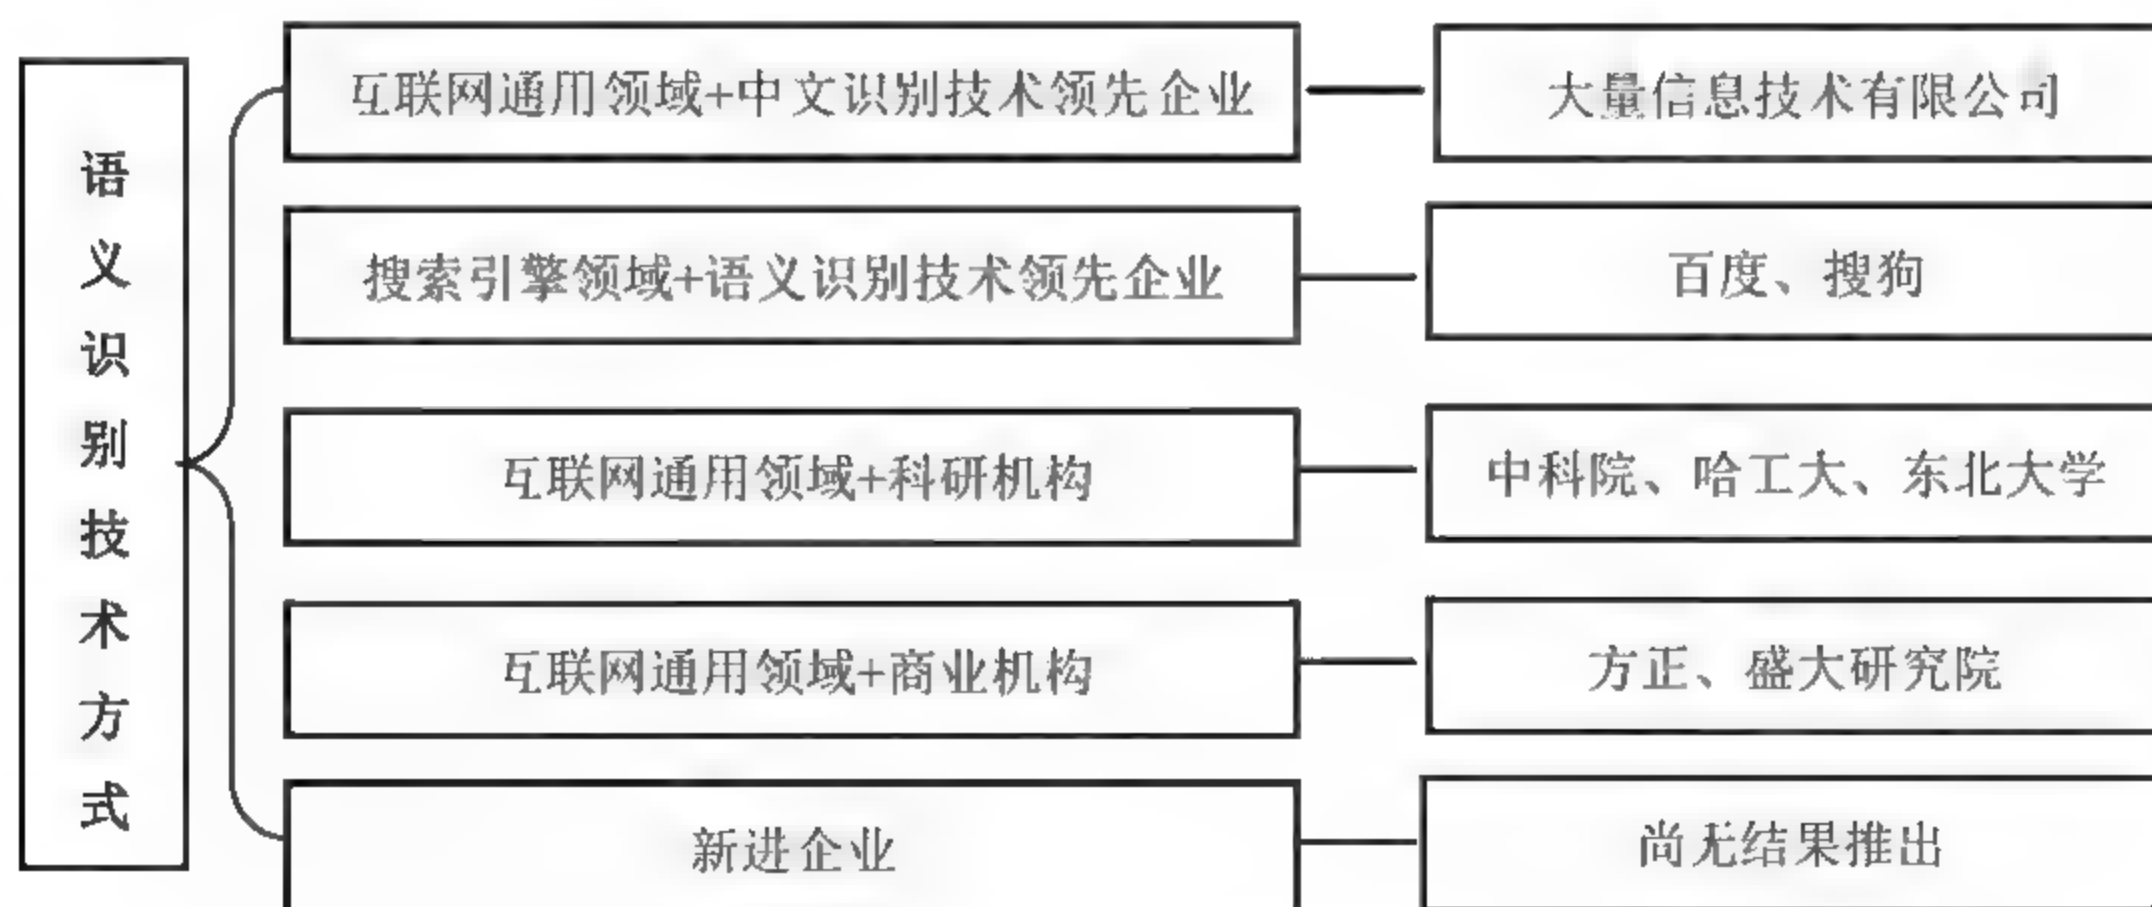 语义识别技术方式
互联网通用领域+中文识别技术领先企业
大量信息技术有限公司
搜索引擎领域+语义识别技术领先企业
百度、搜狗
互联网通用领域+科研机构
中科院、哈工大、东北大学
互联网通用领域+商业机构
方正、盛大研究院
新进企业
尚无结果推出